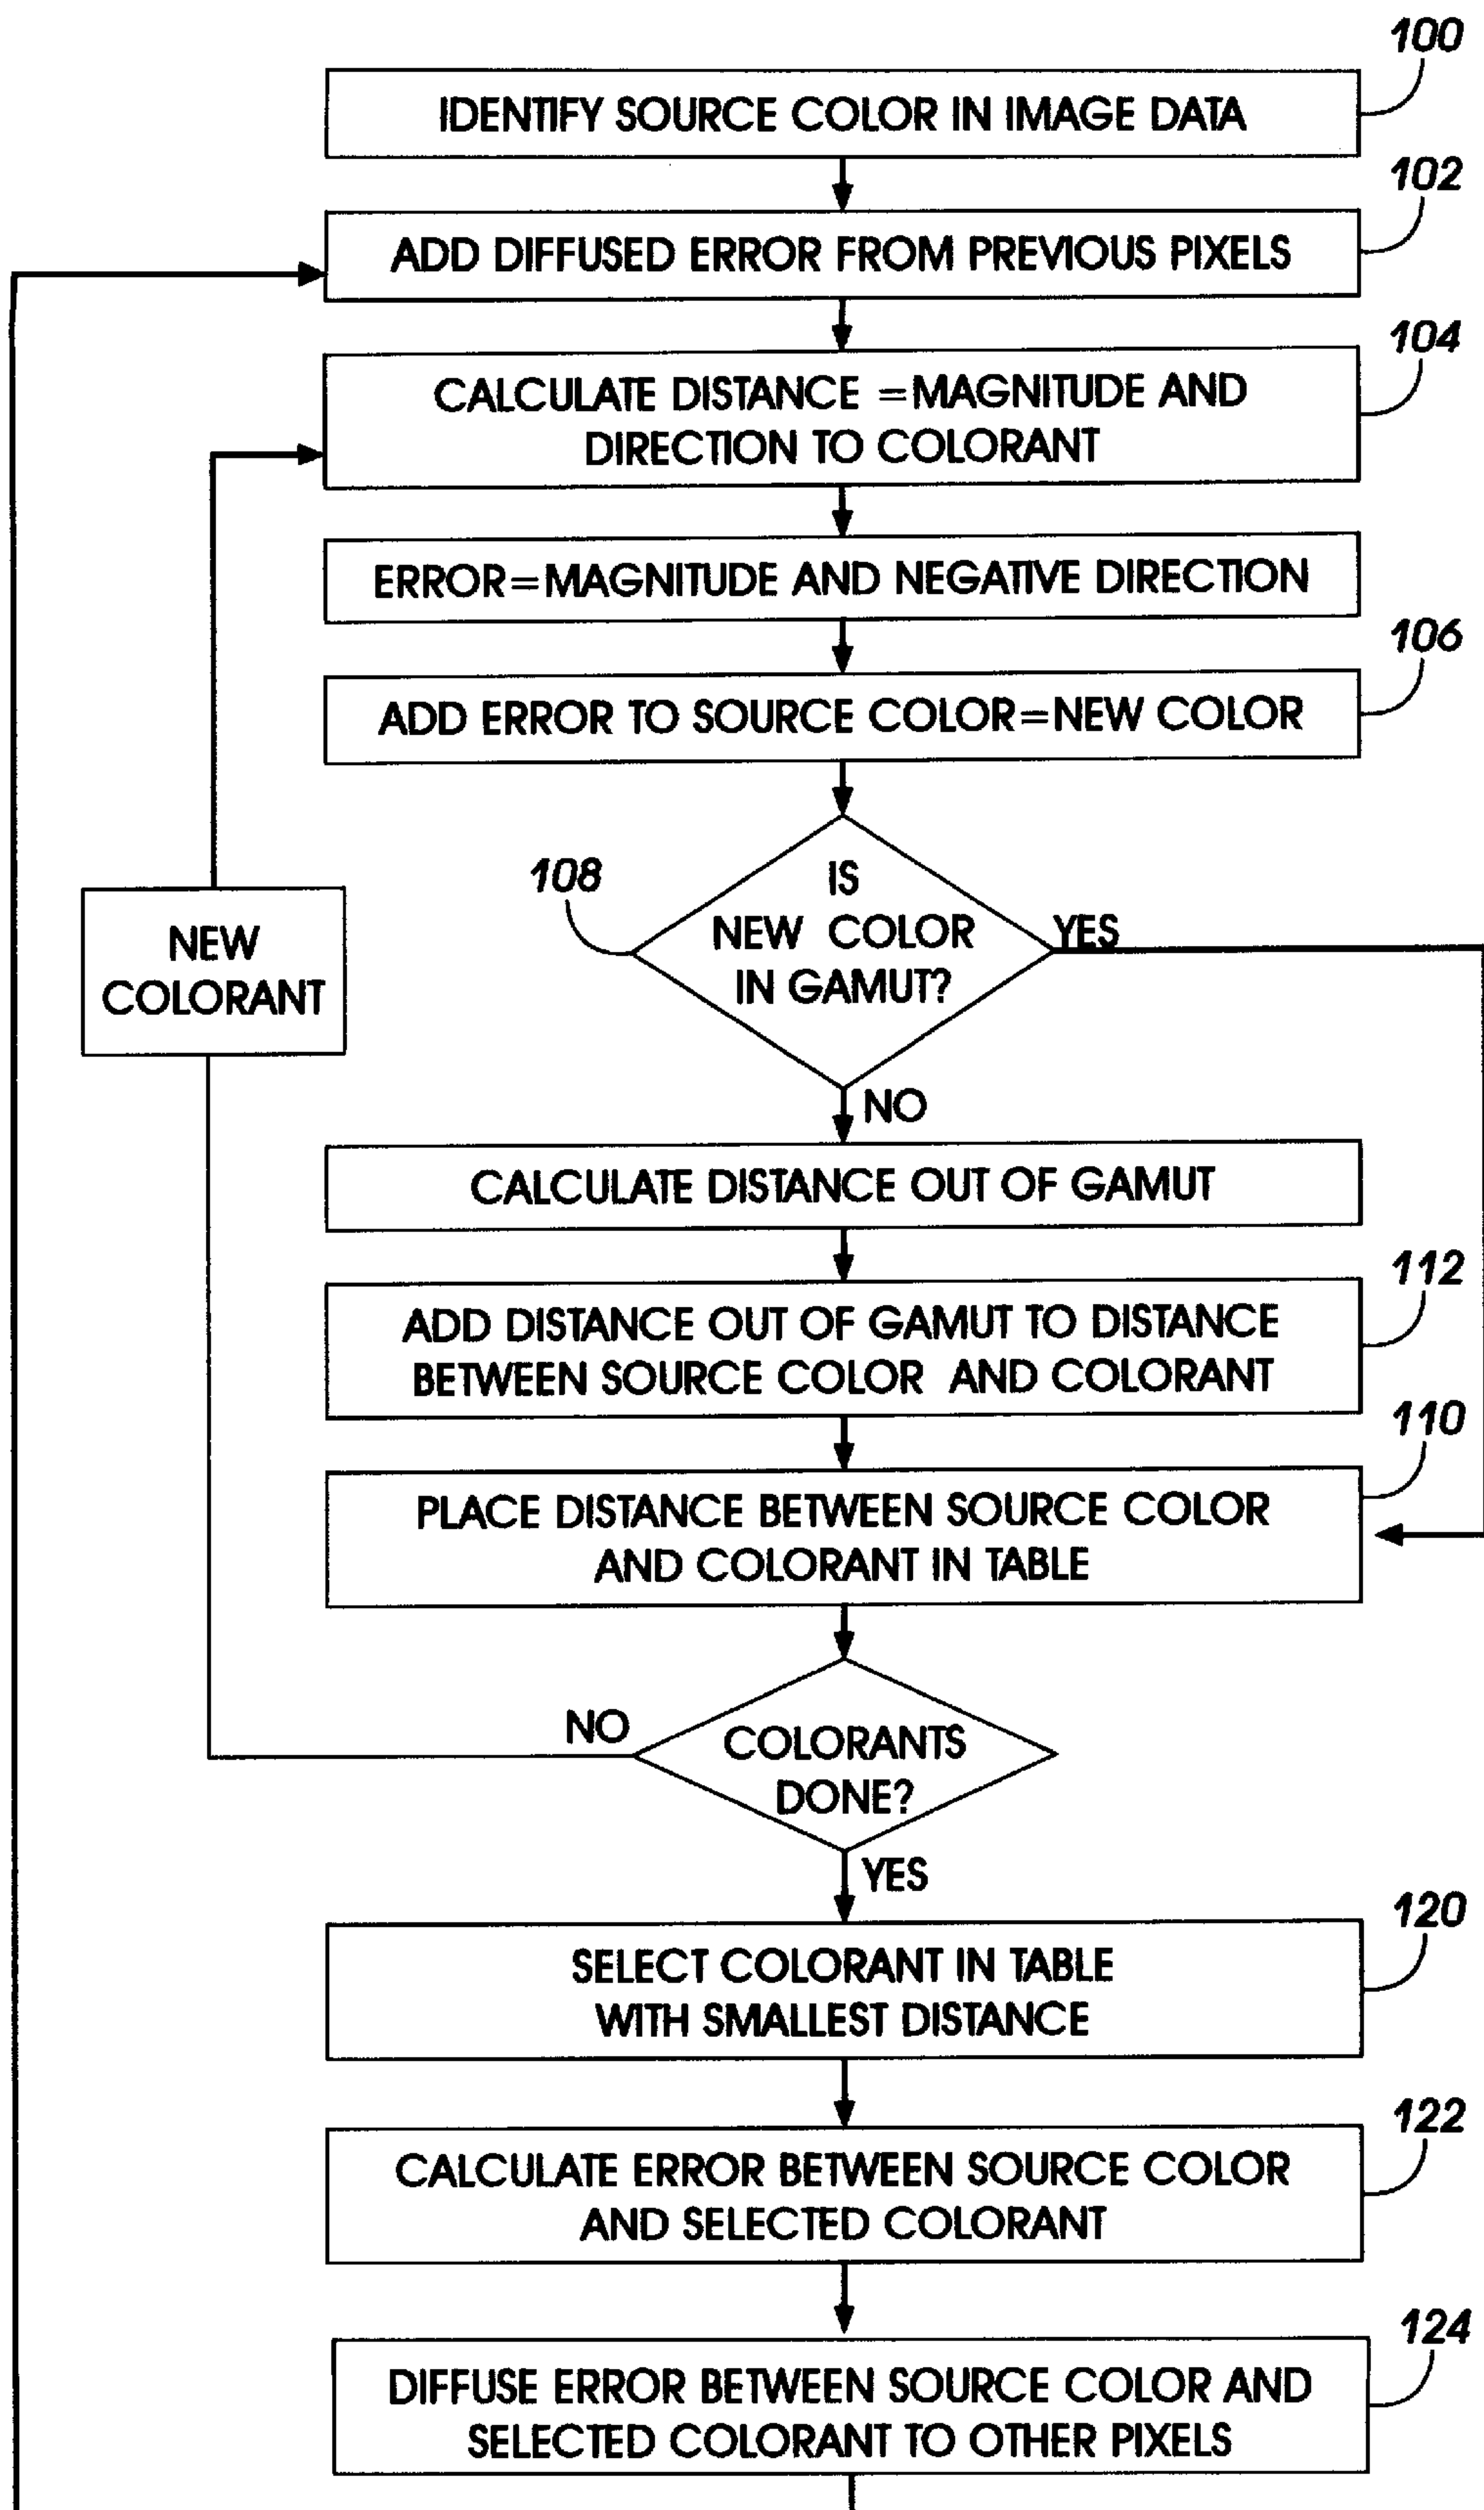 100
IDENTIFY SOURCE COLOR IN IMAGE DATA
102
ADD DIFFUSED ERROR FROM PREVIOUS PIXELS
104
CALCULATE DISTANCE =MAGNITUDE AND
DIRECTION TO COLORANT
ERROR=MAGNITUDE AND NEGATIVE DIRECTION
106
ADD ERROR TO SOURCE COLOR=NEW COLOR
108
IS
NEW COLOR
IN GAMUT?
YES
NEW
COLORANT
NO
CALCULATE DISTANCE OUT OF GAMUT
112
ADD DISTANCE OUT OF GAMUT TO DISTANCE
BETWEEN SOURCE COLOR AND COLORANT
110
PLACE DISTANCE BETWEEN SOURCE COLOR
AND COLORANT IN TABLE
NO
COLORANTS
DONE?
YES
120
SELECT COLORANT IN TABLE
WITH SMALLEST DISTANCE
122
CALCULATE ERROR BETWEEN SOURCE COLOR
AND SELECTED COLORANT
124
DIFFUSE ERROR BETWEEN SOURCE COLOR AND
SELECTED COLORANT TO OTHER PIXELS